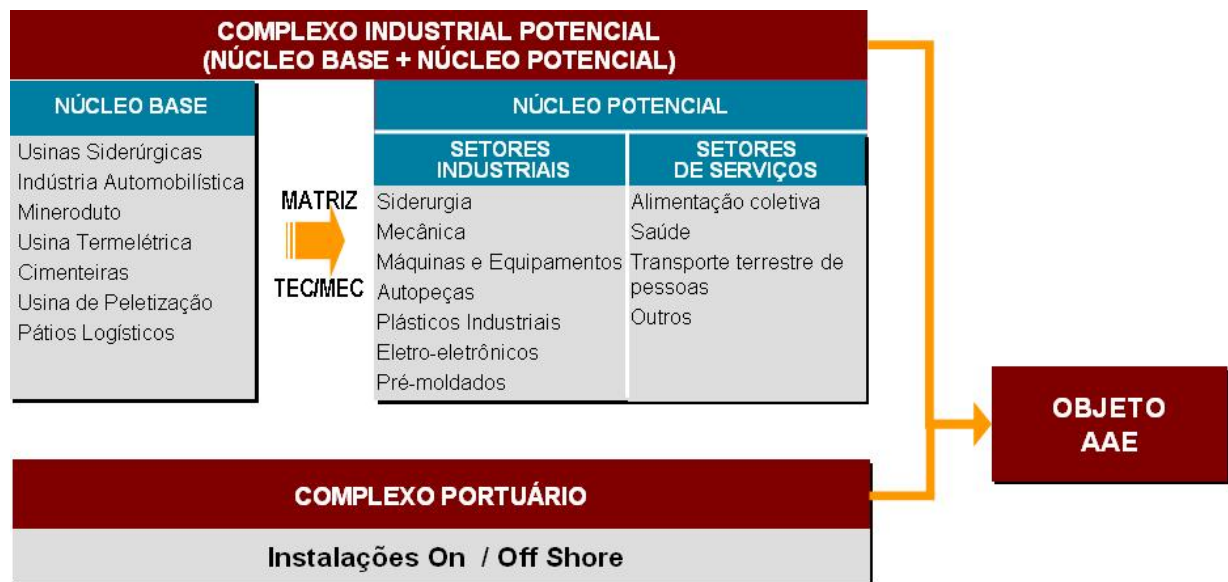 COMPLEXO INDUSTRIAL POTENCIAL
(NÚCLEO BASE + NÚCLEO POTENCIAL)
NÚCLEO BASE
Usinas Siderúrgicas
Indústria Automobilística
Mineroduto
Usina Termelétrica
Cimenteiras
Usina de Peletização
Pátios Logísticos
MATRIZ
TEC/MEC
NÚCLEO POTENCIAL
SETORES
INDUSTRIAIS
Siderurgia
Mecânica
Máquinas e Equipamentos
Autopeças
Plásticos Industriais
Eletro-eletrônicos
Pré-moldados
SETORES
DE SERVIÇOS
Alimentação coletiva
Saúde
Transporte terrestre de
pessoas
Outros
OBJETO
AAE
COMPLEXO PORTUÁRIO
Instalações On / Off Shore